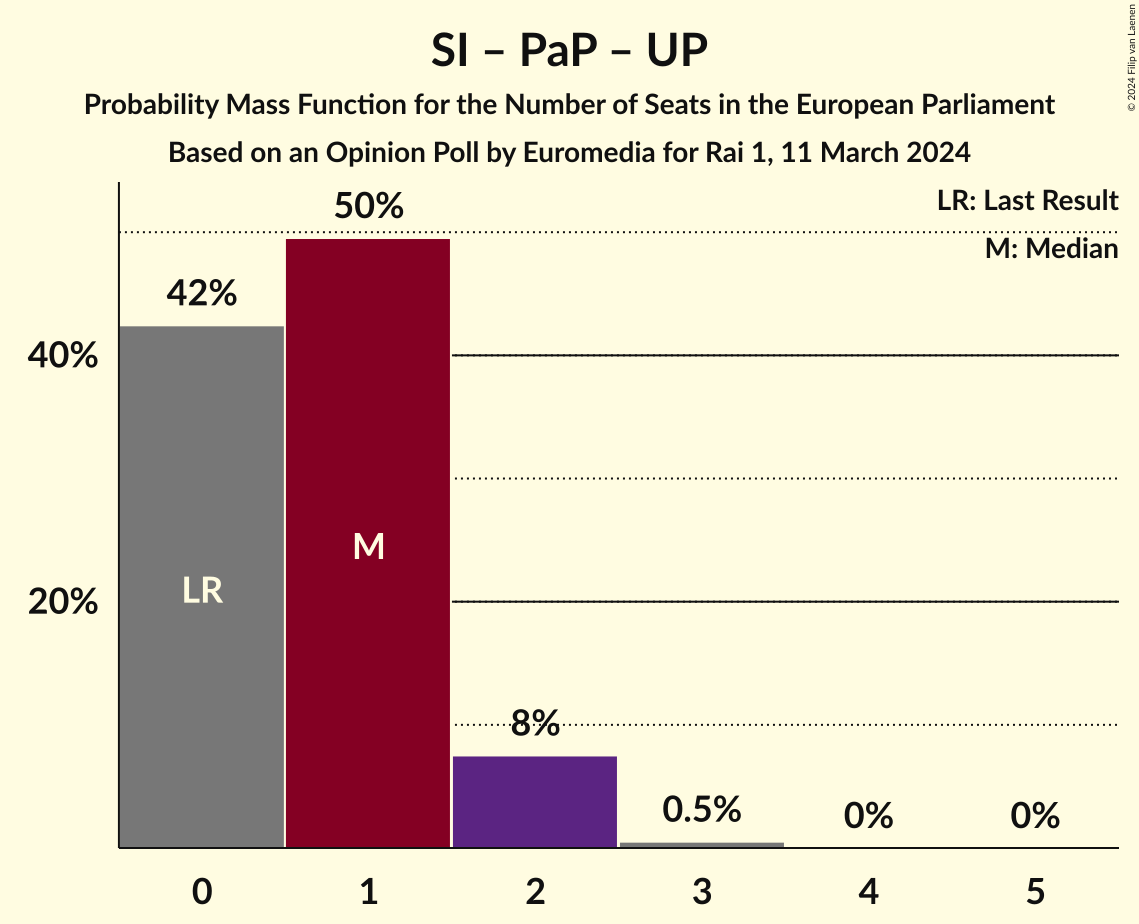 SI – PaP – UP
Probability Mass Function for the Number of Seats in the European Parliament
Based on an Opinion Poll by Euromedia for Rai 1, 11 March 2024
© 2024 Filip van Laenen
LR: Last Result
M: Median
50%
42%
40%
M
LR
20%
8%
0.5%
0%
0%
0
1
2
3
4
5